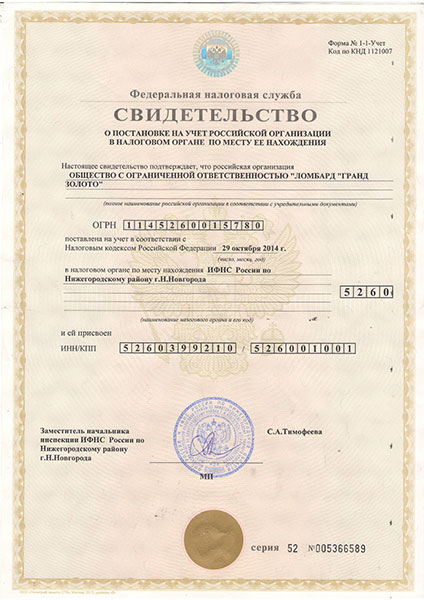 Форма № 1-1-Учет
Код по КНД 1121007
Федеральная налоговая служба
СВИДЕТЕЛЬСТВО
О ПОСТАНОВКЕ НА УЧЕТ РОССИЙСКОЙ ОРГАНИЗАЦИИ
В НАЛОГОВОМ ОРГАНЕ ПО МЕСТУ ЕЕ НАХОЖДЕНИЯ
Настоящее свидетельство подтверждает, что российская организация
ОБЩЕСТВО С ОГРАНИЧЕННОЙ ОТВЕТСТВЕННОСТЬЮ "ЛОМБАРД "ГРАНД
ЗОЛОТО"
(полное наименование российской организации в соответствии с учредительными документами)
ОГРН 1145260015780
поставлена на учет в соответствии с
Налоговым кодексом Российской Федерации 29 октября 2014 г.
(число, месяц, год)
в налоговом органе по месту нахождения ИФНС России по
Нижегородскому району г.Н.Новгорода
5260
(наименование налогового органа и его код)
и ей присвоен
ИНН/КПП 5260399210 / 526001001
Заместитель начальника
инспекции ИФНС России по
Нижегородскому району
г.Н.Новгорода
С.А.Тимофеева
МП
серия 52 №005366589